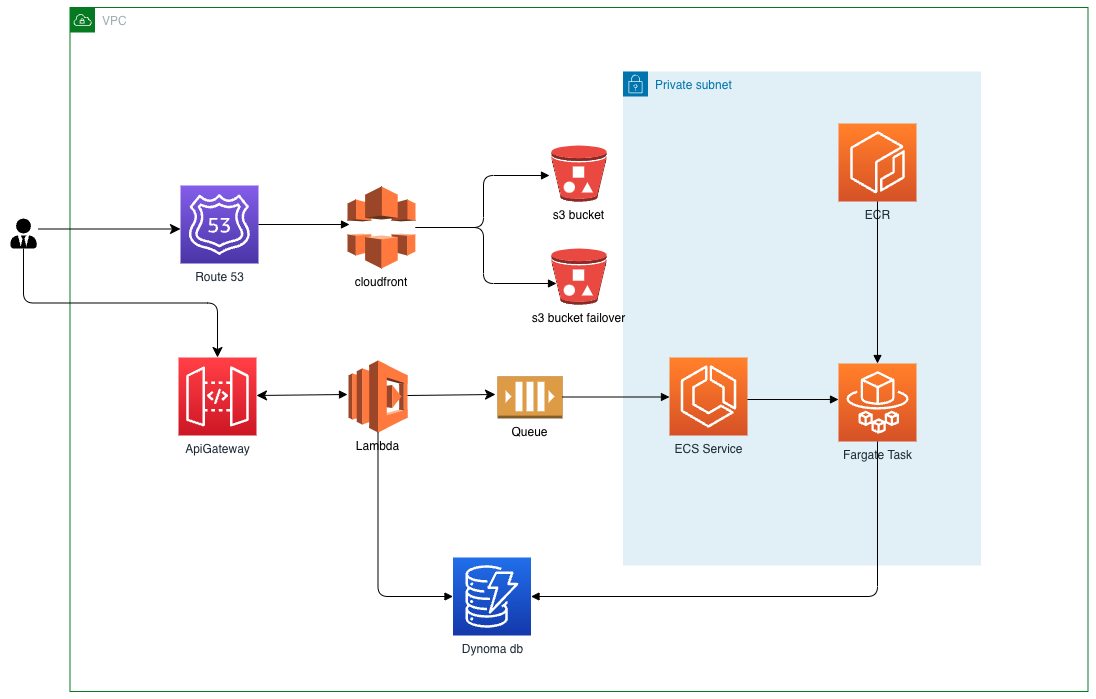 VPC
Private subnet
53
s3 bucket
ECR
Route 53
cloudfront
s3 bucket failover
</>
ApiGateway
Lambda
Queue
ECS Service
Fargate Task
Dynoma db